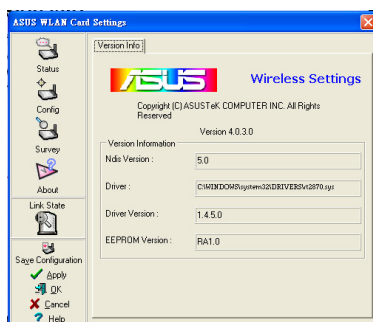 ASUS WLAN Card Settings
Status
Config
Survey
About
Link State
Save Configuration
Apply
OK
Cancel
Help
Version Info
ASUS
Wireless Settings
Copyright (C) ASUSTeK COMPUTER INC. All Rights
Reserved
Version 4.0.3.0
Version Information
Ndis Version :
5.0
Driver :
C:\WINDOWS\system32\DRIVERS\rt2870.sys
Driver Version :
1.4.5.0
EEPROM Version :
RA1.0